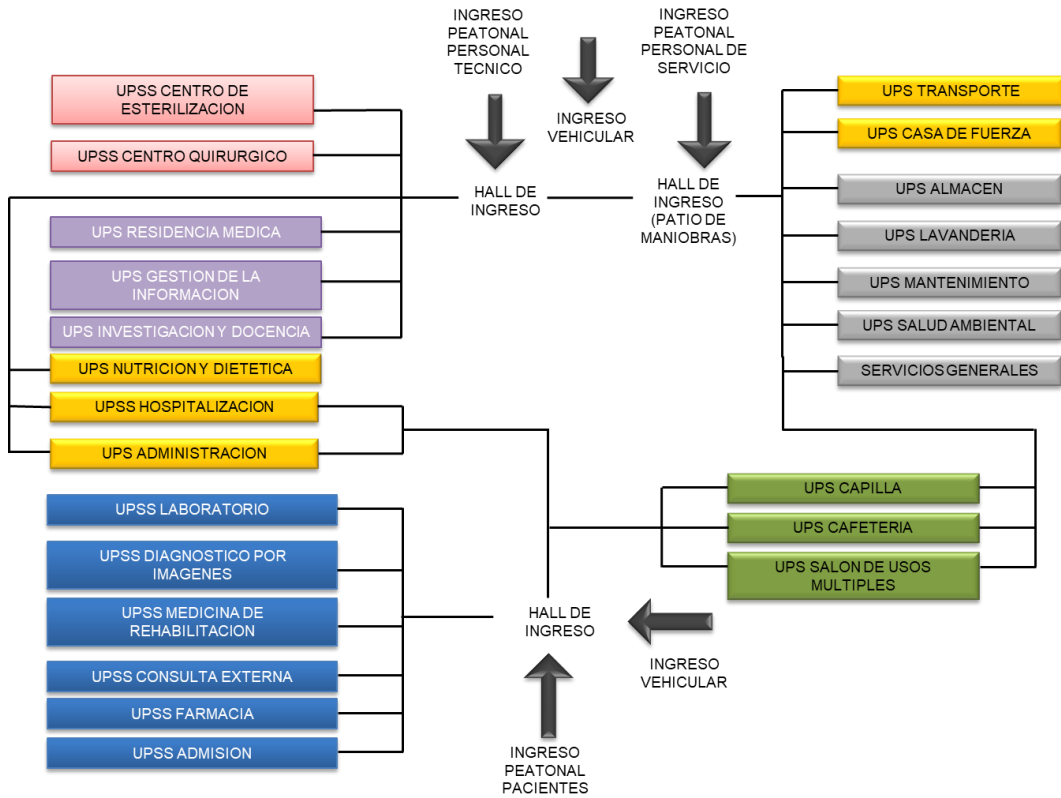 INGRESO
PEATONAL
PERSONAL
TECNICO
INGRESO
VEHICULAR
INGRESO
PEATONAL
PERSONAL DE
SERVICIO
UPSS CENTRO DE
ESTERILIZACION
UPSS CENTRO QUIRURGICO
HALL DE
INGRESO
HALL DE
INGRESO
(PATIO DE
MANIOBRAS)
UPS RESIDENCIA MEDICA
UPS GESTION DE LA
INFORMACION
UPS INVESTIGACION Y DOCENCIA
UPS NUTRICION Y DIETETICA
UPSS HOSPITALIZACION
UPS ADMINISTRACION
UPS TRANSPORTE
UPS CASA DE FUERZA
UPS ALMACEN
UPS LAVANDERIA
UPS MANTENIMIENTO
UPS SALUD AMBIENTAL
SERVICIOS GENERALES
UPS CAPILLA
UPS CAFETERIA
UPS SALON DE USOS
MULTIPLES
UPSS LABORATORIO
UPSS DIAGNOSTICO POR
IMAGENES
UPSS MEDICINA DE
REHABILITACION
UPSS CONSULTA EXTERNA
UPSS FARMACIA
UPSS ADMISION
HALL DE
INGRESO
INGRESO
VEHICULAR
INGRESO
PEATONAL
PACIENTES